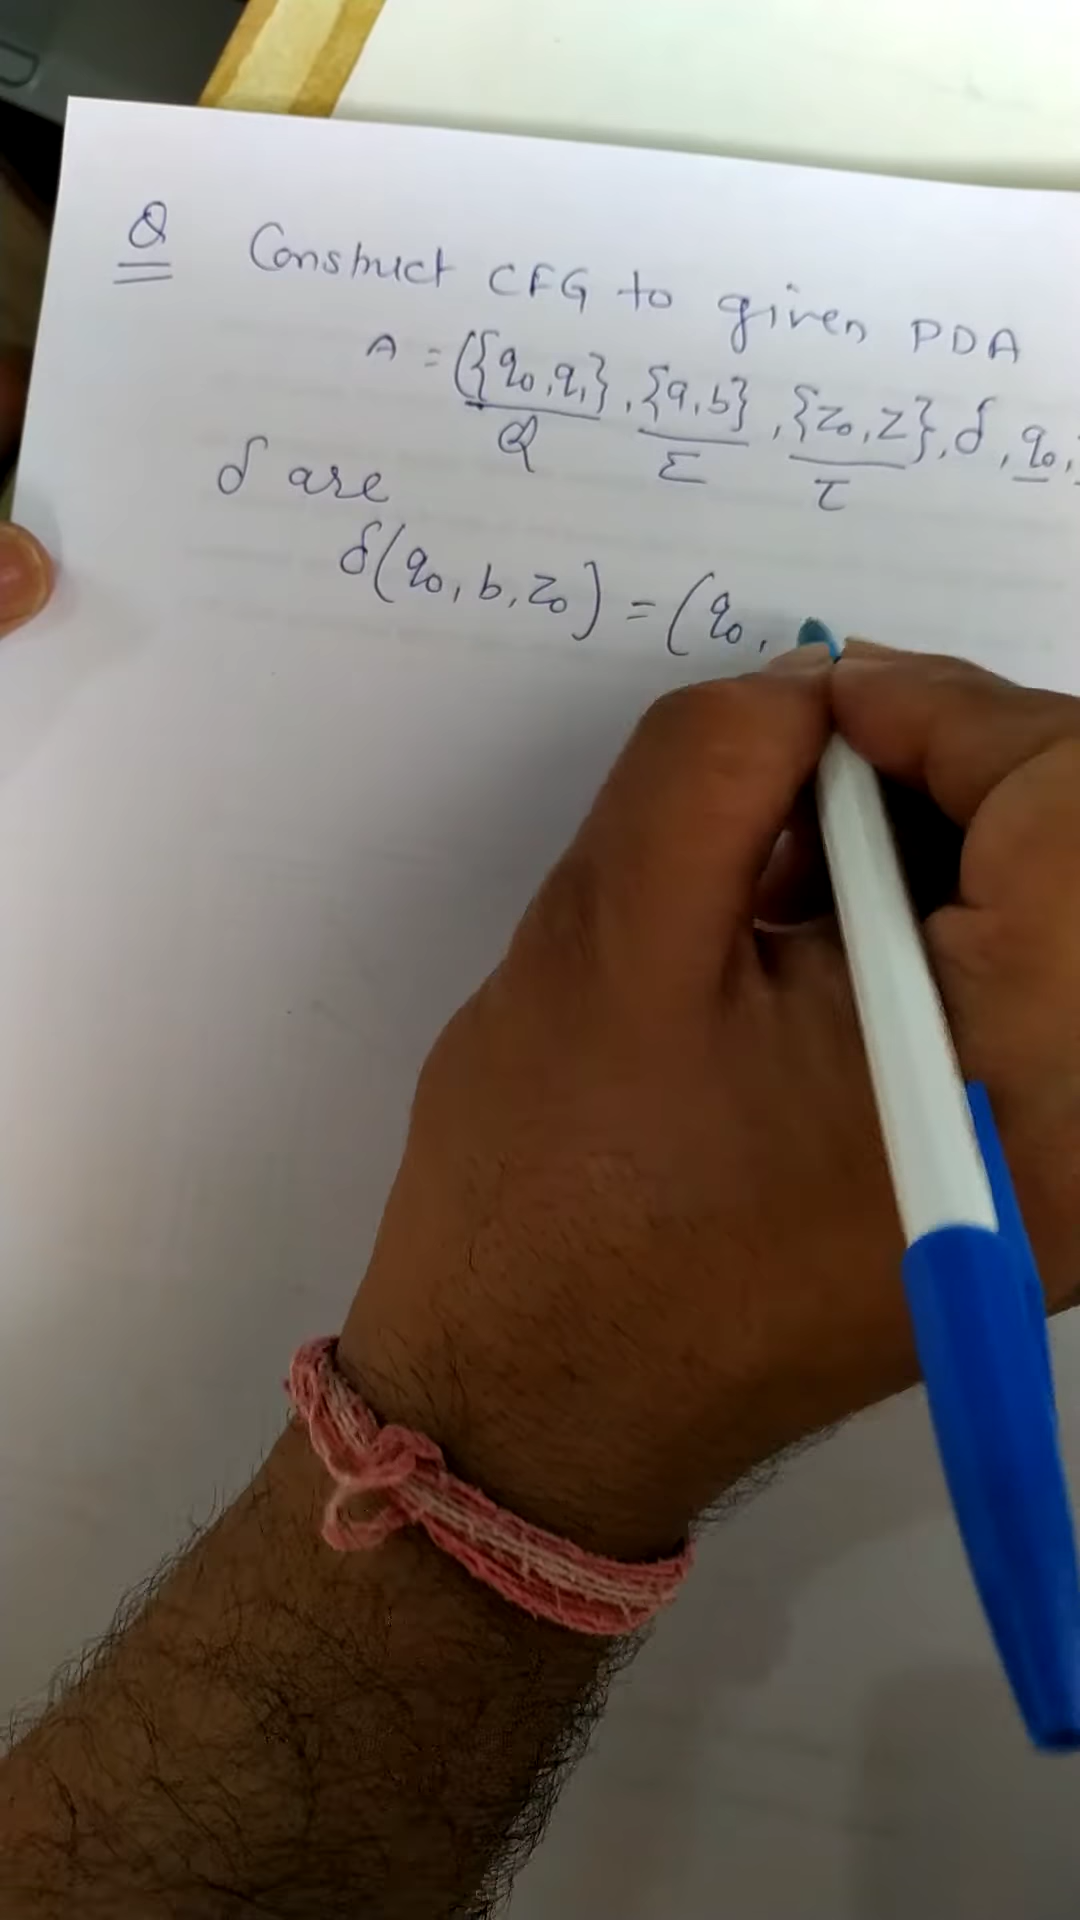 Q Construct CFG to given PDA
A = ({q₀,q₁}, {a,b}, {z₀,z}, δ, q₀,
Q Σ τ
δ are
δ(q₀, b, z₀) = (q₀,